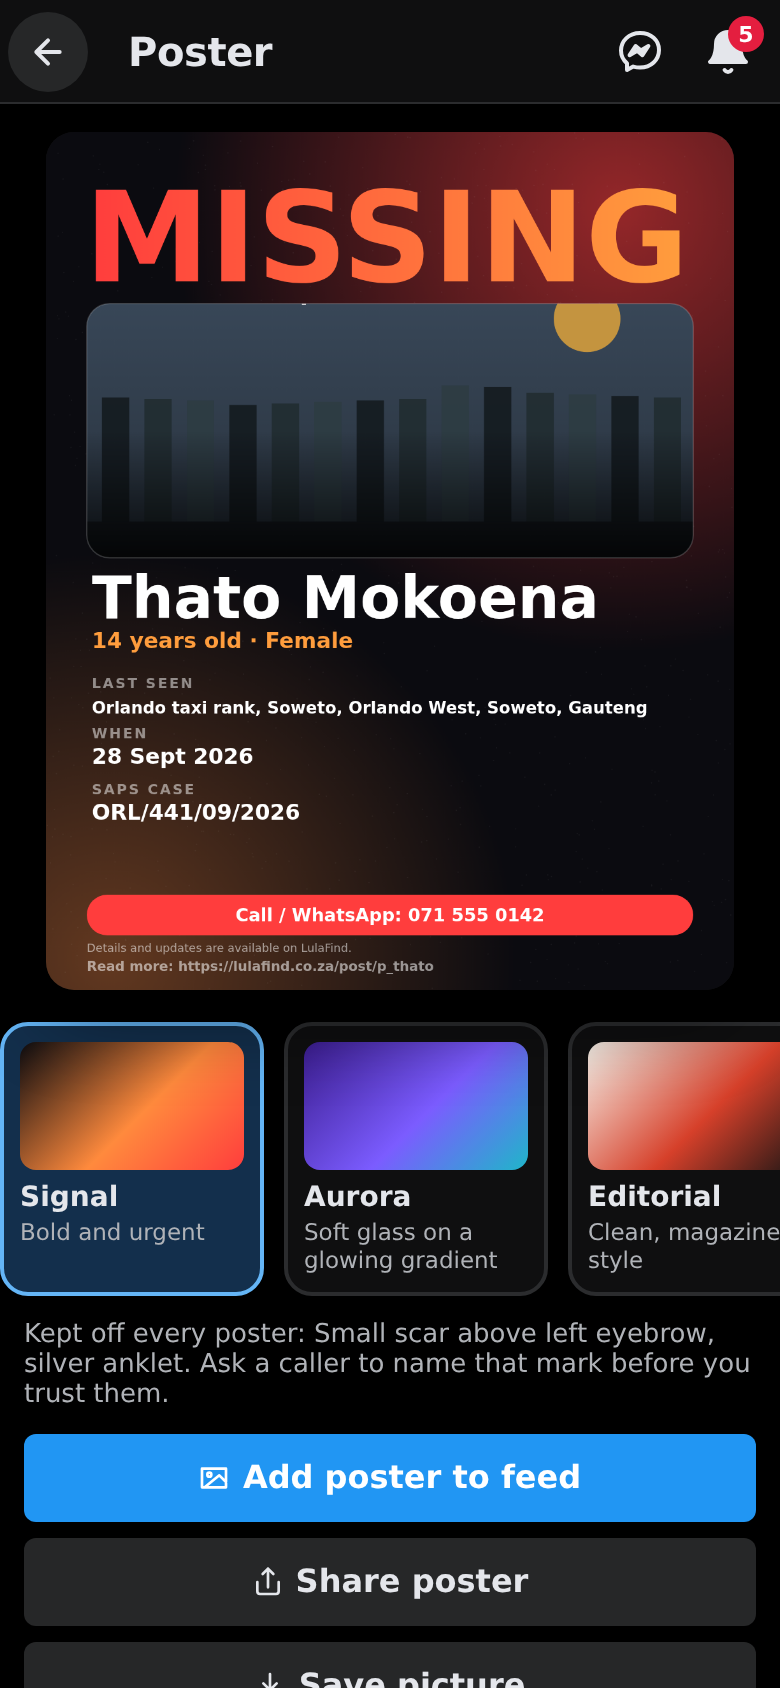 Poster
5
MISSING
Thato Mokoena
14 years old · Female
LAST SEEN
Orlando taxi rank, Soweto, Orlando West, Soweto, Gauteng
WHEN
28 Sept 2026
SAPS CASE
ORL/441/09/2026
Call / WhatsApp: 071 555 0142
Details and updates are available on LulaFind.
Read more: https://lulafind.co.za/post/p_thato
Signal
Bold and urgent
Aurora
Soft glass on a
glowing gradient
Editorial
Clean, magazine
style
Kept off every poster: Small scar above left eyebrow,
silver anklet. Ask a caller to name that mark before you
trust them.
Add poster to feed
Share poster
Save picture